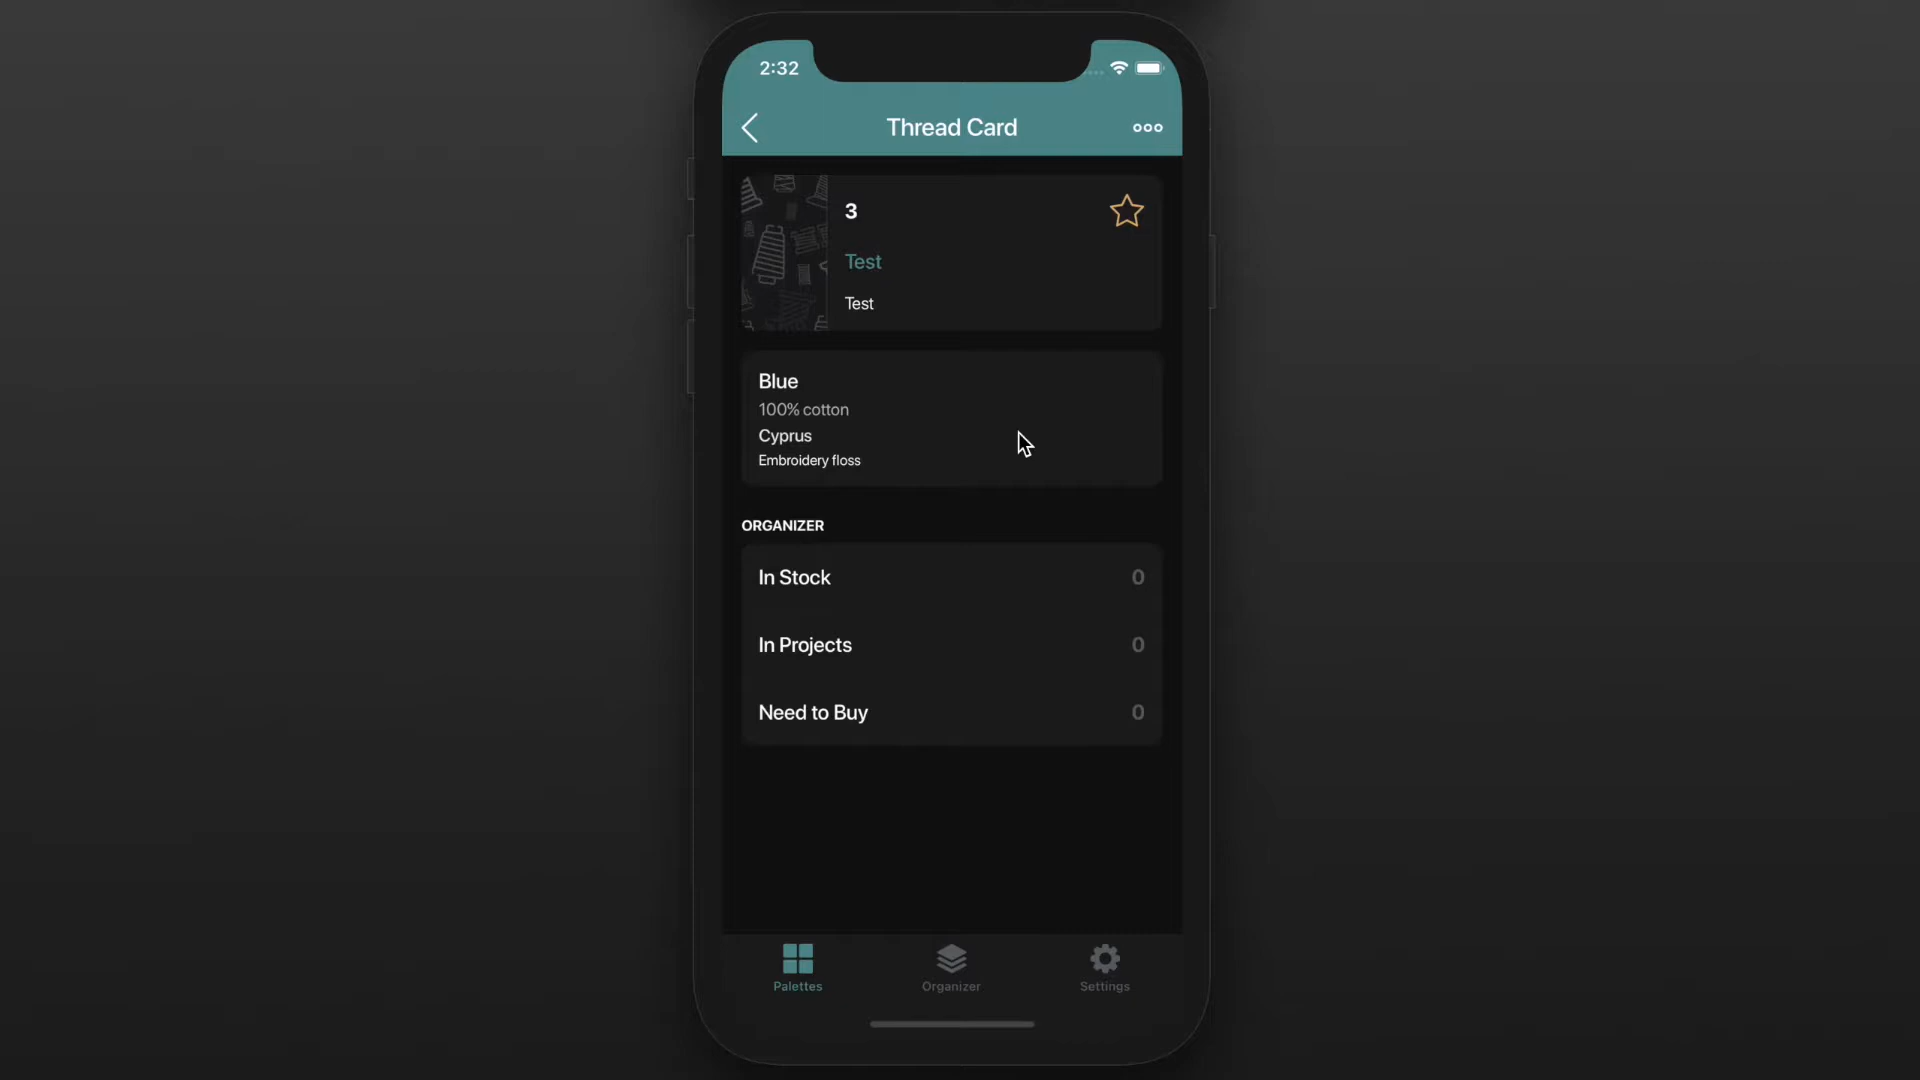 2:32
Thread Card
3
Test
Test
Blue
100% cotton
Cyprus
Embroidery floss
ORGANIZER
In Stock 0
In Projects 0
Need to Buy 0
Palettes Organizer Settings